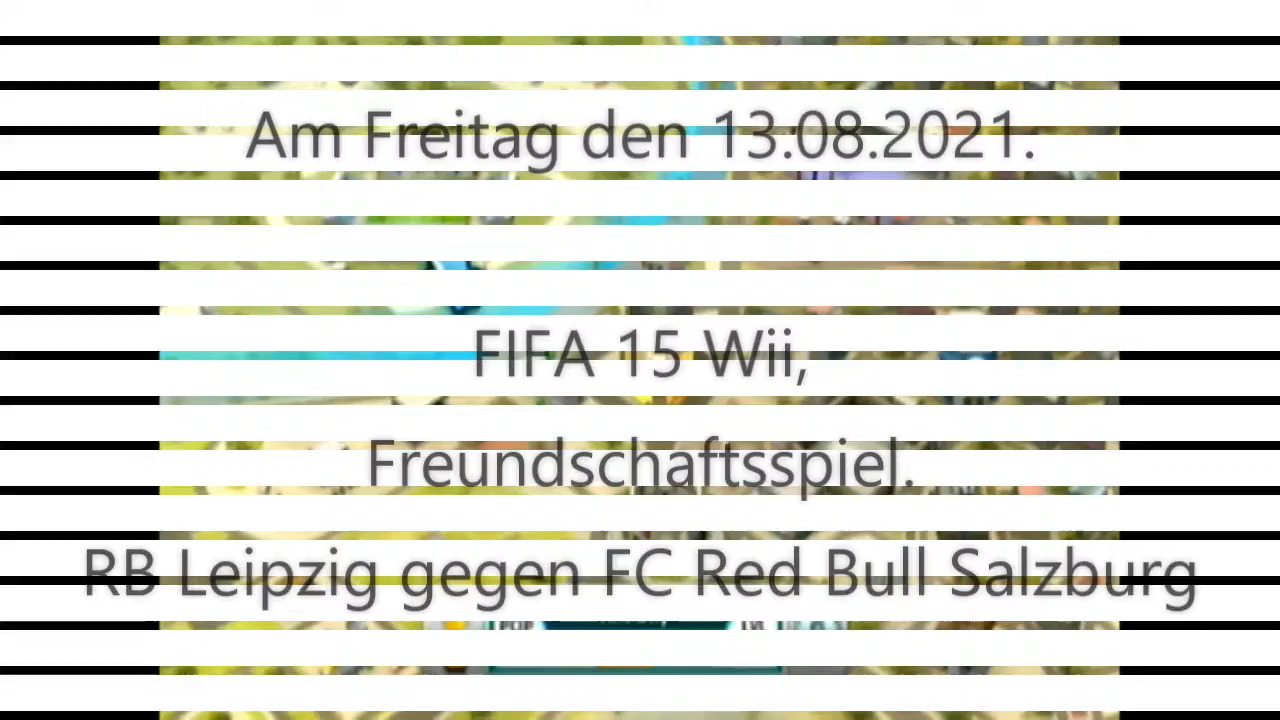 Am Freitag den 13.08.2021.
FIFA 15 Wii,
Freundschaftsspiel.
RB Leipzig gegen FC Red Bull Salzburg